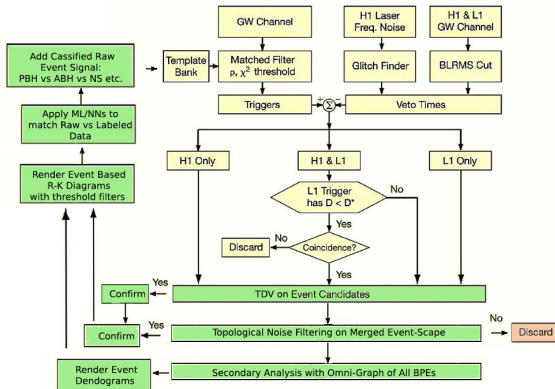 GW Channel
H1 Laser
Freq. Noise
H1 & L1
GW Channel
Add Cassified Raw
Event Signal:
PBH vs ABH vs NS etc.
Template
Bank
Matched Filter
ρ, χ² threshold
Glitch Finder
BLRMS Cut
Triggers
+
Σ
−
Veto Times
Apply ML/NNs to
match Raw vs Labeled
Data
H1 Only
H1 & L1
L1 Only
Render Event Based
R-K Diagrams
with threshold filters
L1 Trigger
has D < D*
No
Yes
Discard
No
Coincidence?
Yes
Confirm
Yes
TDV on Event Candidates
Confirm
Yes
Topological Noise Filtering on Merged Event-Scape
No
Discard
Render Event
Dendograms
Secondary Analysis with Omni-Graph of All BPEs